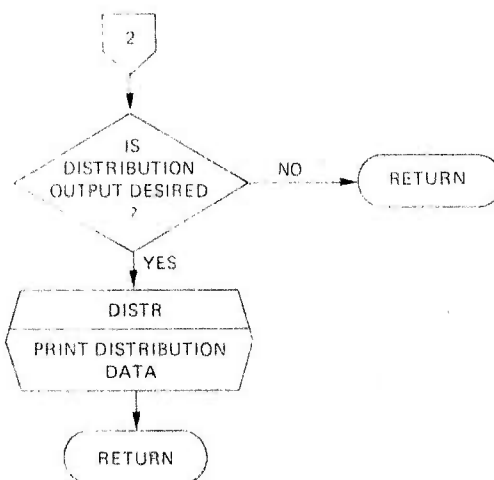 2
IS
DISTRIBUTION
OUTPUT DESIRED
?
NO
RETURN
YES
DISTR
PRINT DISTRIBUTION
DATA
RETURN